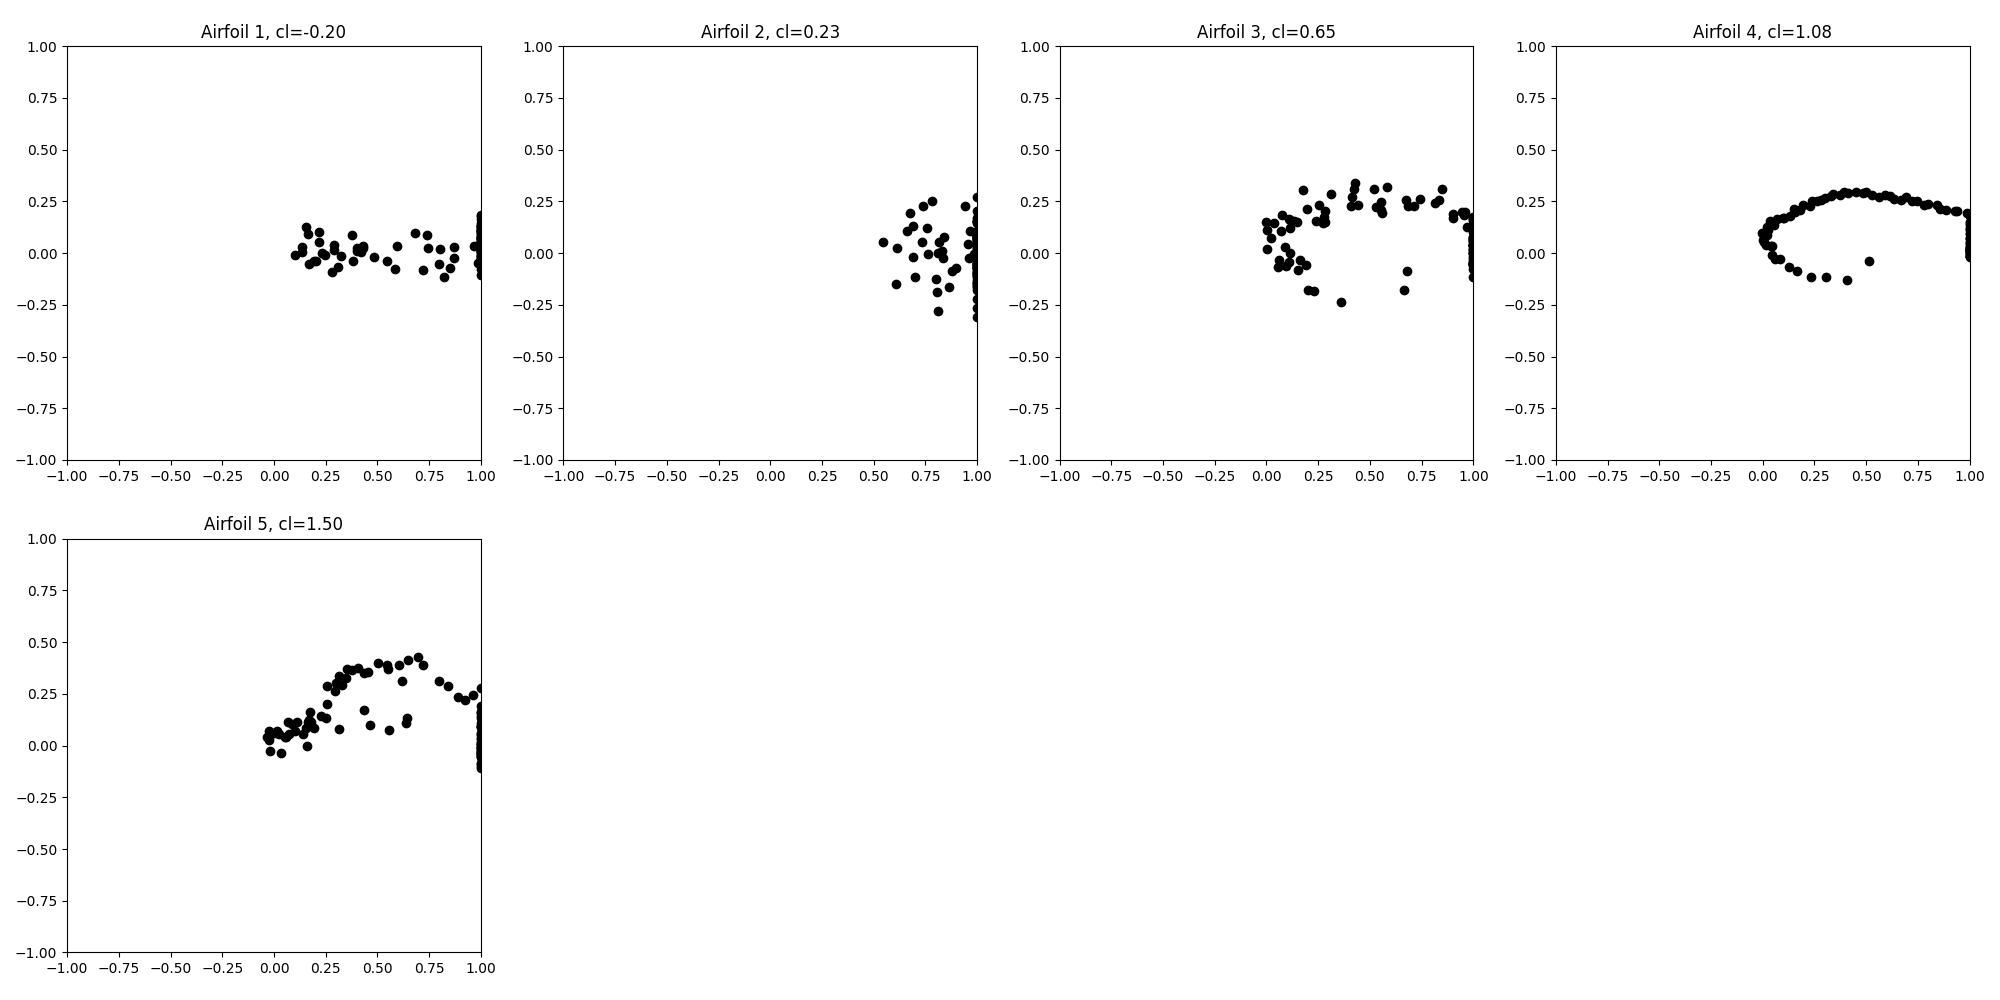 Airfoil 1, cl=-0.20
Airfoil 2, cl=0.23
Airfoil 3, cl=0.65
Airfoil 4, cl=1.08
1.00 1.00 1.00 1.00
0.75 0.75 0.75 0.75
0.50 0.50 0.50 0.50
0.25 0.25 0.25 0.25
0.00 0.00 0.00 0.00
−0.25 −0.25 −0.25 −0.25
−0.50 −0.50 −0.50 −0.50
−0.75 −0.75 −0.75 −0.75
−1.00 −1.00 −1.00 −1.00
−1.00 −0.75 −0.50 −0.25 0.00 0.25 0.50 0.75 1.00
−1.00 −0.75 −0.50 −0.25 0.00 0.25 0.50 0.75 1.00
−1.00 −0.75 −0.50 −0.25 0.00 0.25 0.50 0.75 1.00
−1.00 −0.75 −0.50 −0.25 0.00 0.25 0.50 0.75 1.00
Airfoil 5, cl=1.50
1.00
0.75
0.50
0.25
0.00
−0.25
−0.50
−0.75
−1.00
−1.00 −0.75 −0.50 −0.25 0.00 0.25 0.50 0.75 1.00